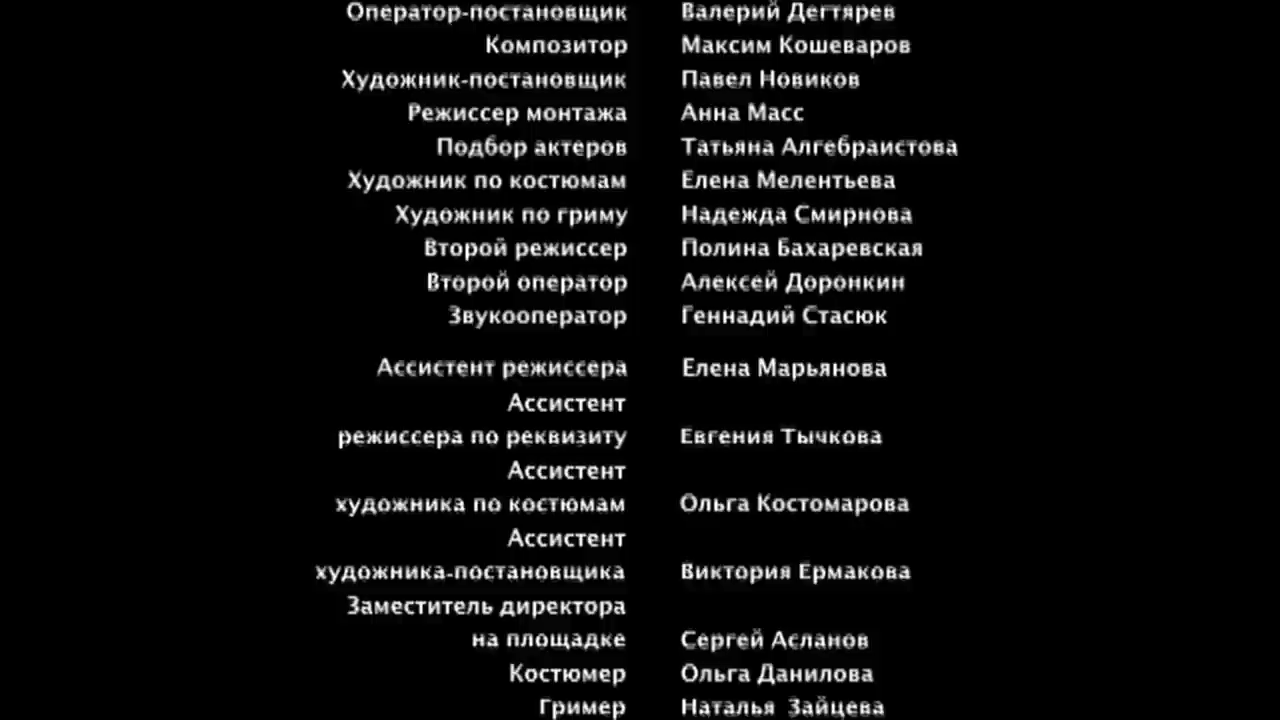 Оператор-постановщик Валерий Дегтярев
Композитор Максим Кошеваров
Художник-постановщик Павел Новиков
Режиссер монтажа Анна Масс
Подбор актеров Татьяна Алгебраистова
Художник по костюмам Елена Мелентьева
Художник по гриму Надежда Смирнова
Второй режиссер Полина Бахаревская
Второй оператор Алексей Доронкин
Звукооператор Геннадий Стасюк
Ассистент режиссера Елена Марьянова
Ассистент
режиссера по реквизиту Евгения Тычкова
Ассистент
художника по костюмам Ольга Костомарова
Ассистент
художника-постановщика Виктория Ермакова
Заместитель директора
на площадке Сергей Асланов
Костюмер Ольга Данилова
Гример Наталья Зайцева